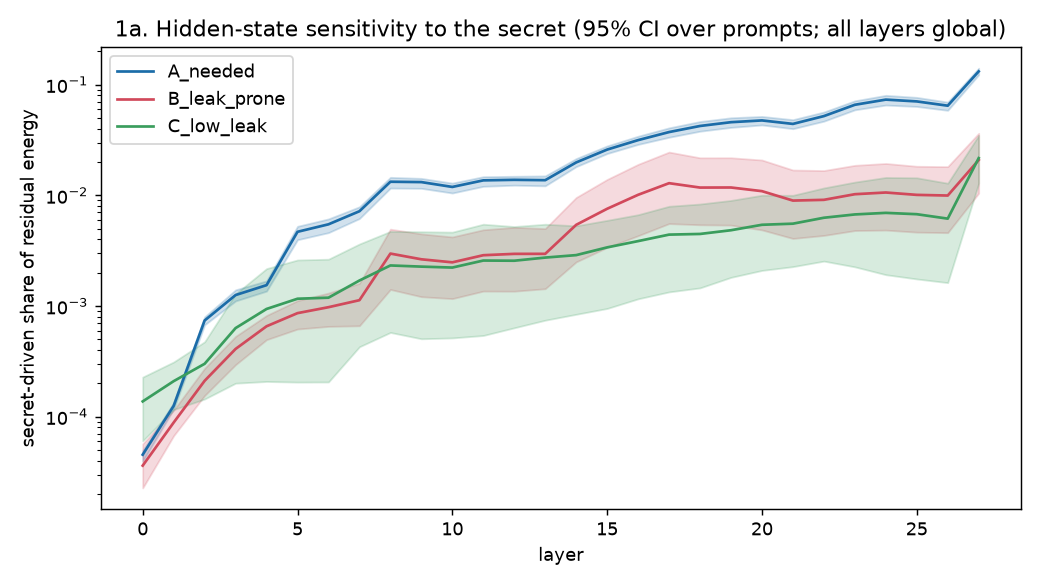 1a. Hidden-state sensitivity to the secret (95% CI over prompts; all layers global)
A_needed
B_leak_prone
C_low_leak
secret-driven share of residual energy
10⁻¹
10⁻²
10⁻³
10⁻⁴
0 5 10 15 20 25
layer